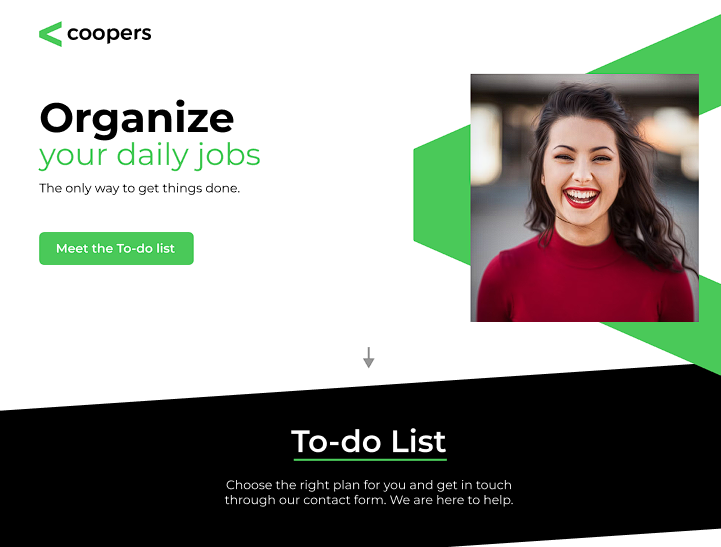 coopers
Organize
your daily jobs
The only way to get things done.
Meet the To-do list
To-do List
Choose the right plan for you and get in touch
through our contact form. We are here to help.